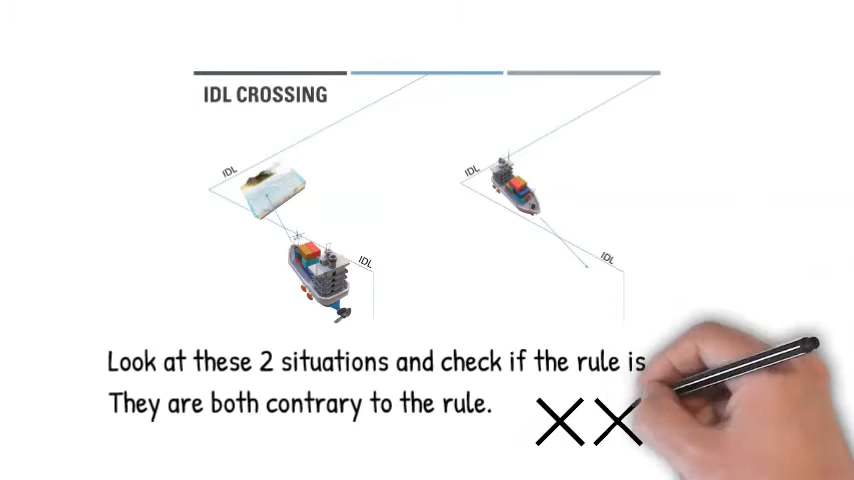 IDL CROSSING
IDL
IDL
IDL
IDL
Look at these 2 situations and check if the rule is
They are both contrary to the rule.